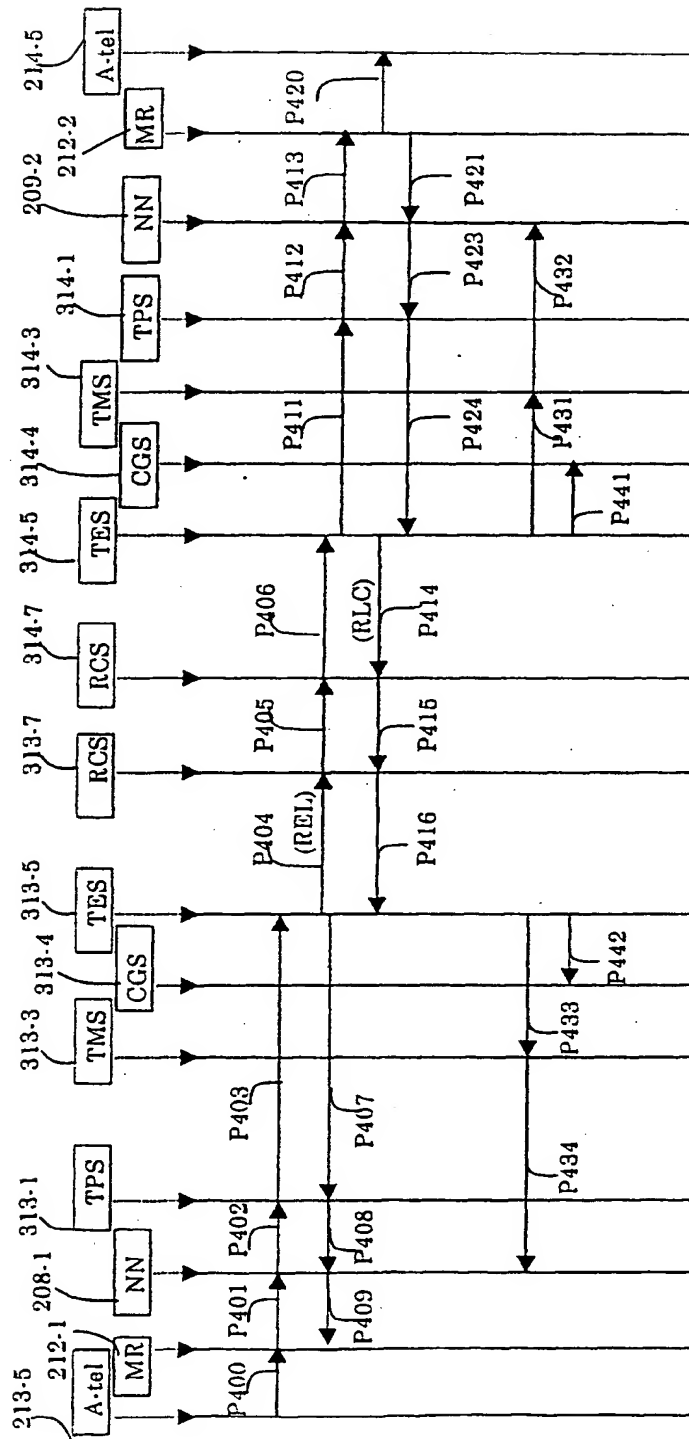 213-5
A-tel
212-1
MR
208-1
NN
313-1
TPS
313-3
TMS
313-4
CGS
313-5
TES
313-7
RCS
314-7
RCS
314-5
TES
314-4
CGS
314-3
TMS
314-1
TPS
209-2
NN
212-2
MR
214-5
A-tel
P400
P401
P402
P403
P404
(REL)
P405
P406
P411
P412
P413
P420
P409
P408
P407
P416
P415
P414
(RLC)
P424
P423
P421
P434
P433
P442
P431
P432
P441